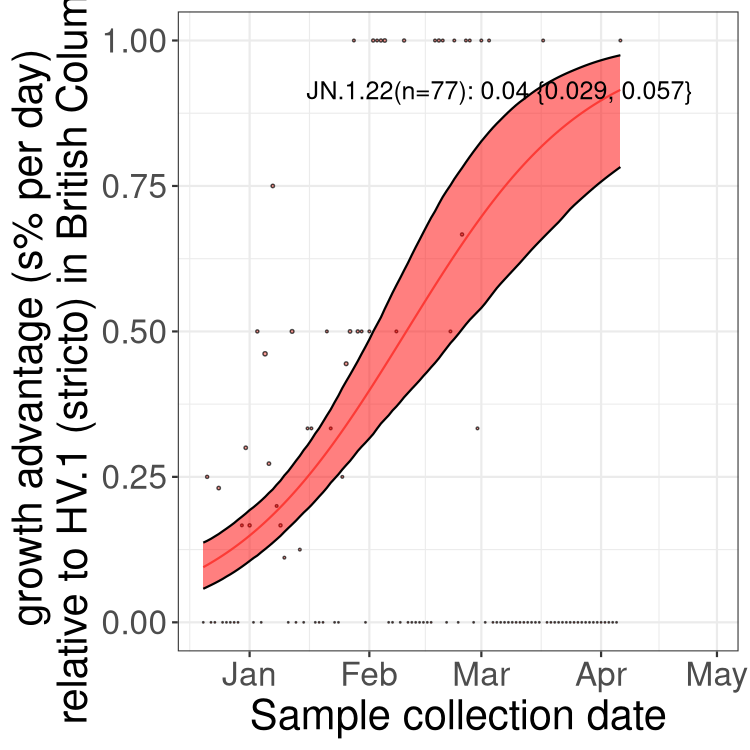 growth advantage (s% per day)
relative to HV.1 (stricto) in British Colum
1.00
0.75
0.50
0.25
0.00
JN.1.22(n=77): 0.04 {0.029, 0.057}
Jan Feb Mar Apr May
Sample collection date